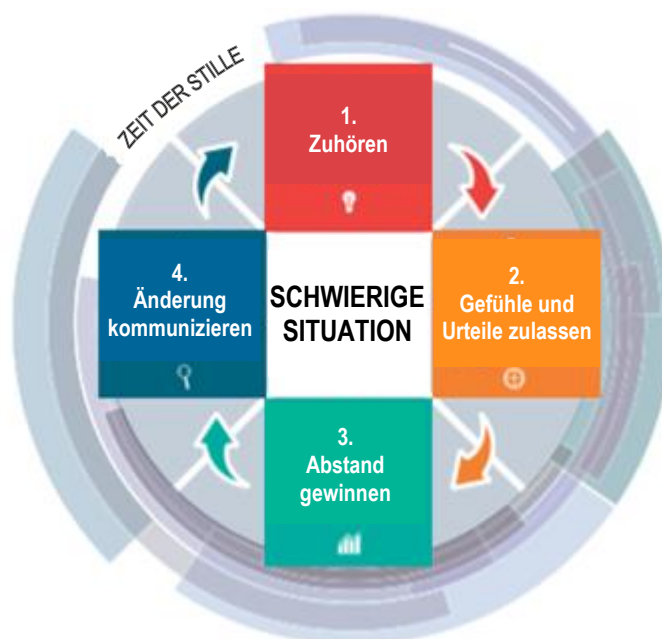 ZEIT DER STILLE
1.
Zuhören
2.
Gefühle und
Urteile zulassen
3.
Abstand
gewinnen
4.
Änderung
kommunizieren
SCHWIERIGE
SITUATION